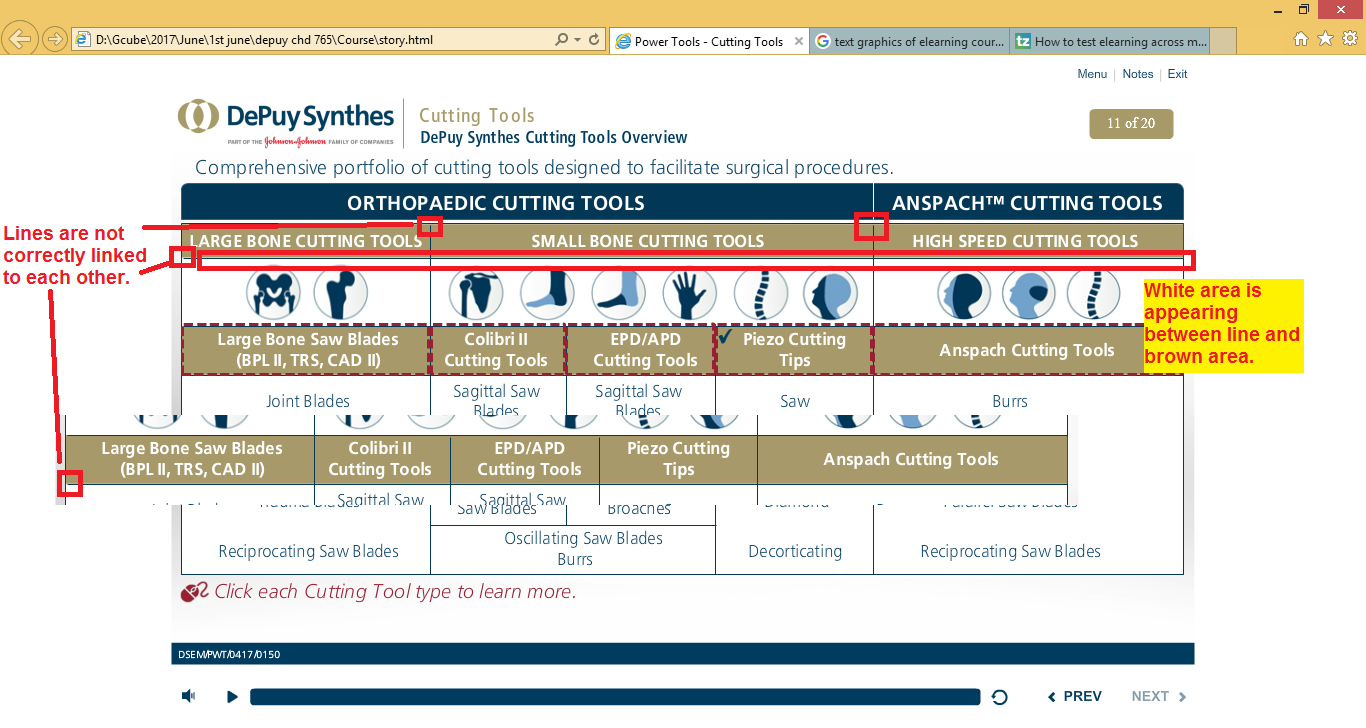 D:\Gcube\2017\June\1st june\depuy chd 765\Course\story.html
Power Tools - Cutting Tools
text graphics of elearning cour...
How to test elearning across m...
Menu | Notes | Exit
DePuy Synthes
PART OF THE Johnson & Johnson FAMILY OF COMPANIES
Cutting Tools
DePuy Synthes Cutting Tools Overview
11 of 20
Comprehensive portfolio of cutting tools designed to facilitate surgical procedures.
ORTHOPAEDIC CUTTING TOOLS
ANSPACH™ CUTTING TOOLS
Lines are not
correctly linked
to each other.
LARGE BONE CUTTING TOOLS
SMALL BONE CUTTING TOOLS
HIGH SPEED CUTTING TOOLS
White area is
appearing
between line and
brown area.
Large Bone Saw Blades
(BPL II, TRS, CAD II)
Colibri II
Cutting Tools
EPD/APD
Cutting Tools
Piezo Cutting
Tips
Anspach Cutting Tools
Joint Blades
Sagittal Saw
Blades
Sagittal Saw
Blades
Saw
Burrs
Large Bone Saw Blades
(BPL II, TRS, CAD II)
Colibri II
Cutting Tools
EPD/APD
Cutting Tools
Piezo Cutting
Tips
Anspach Cutting Tools
Sagittal Saw
Sagittal Saw
Saw Blades
Broaches
Diamond
Parallel Saw Blades
Reciprocating Saw Blades
Oscillating Saw Blades
Burrs
Decorticating
Reciprocating Saw Blades
Click each Cutting Tool type to learn more.
DSEM/PWT/0417/0150
PREV
NEXT